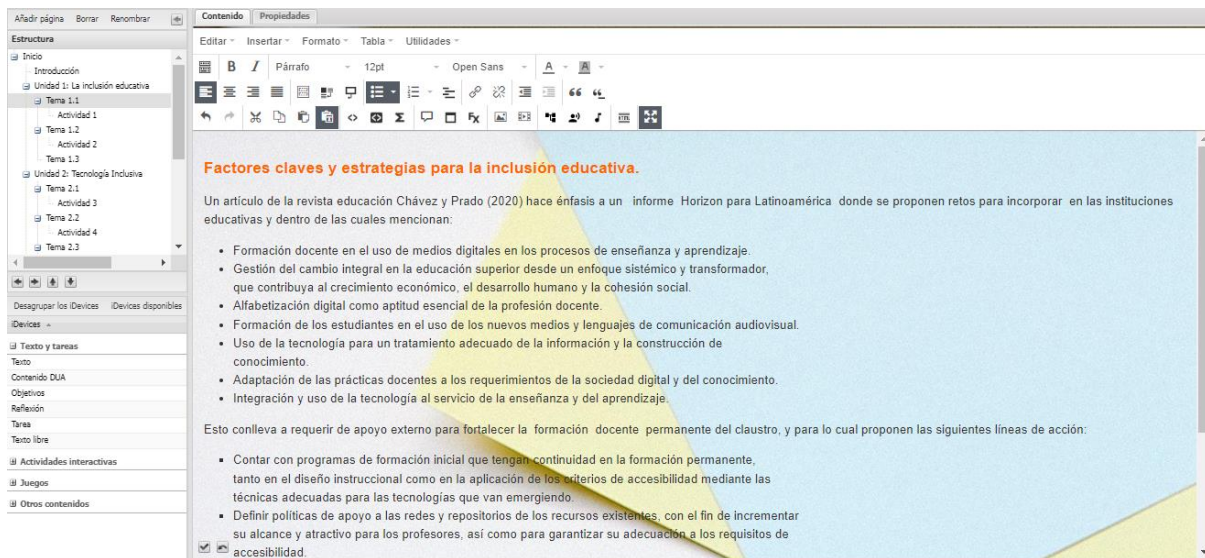 Añadir página Borrar Renombrar
Estructura
Inicio
Introducción
Unidad 1: La inclusión educativa
Tema 1.1
Actividad 1
Tema 1.2
Actividad 2
Tema 1.3
Unidad 2: Tecnología Inclusiva
Tema 2.1
Actividad 3
Tema 2.2
Actividad 4
Tema 2.3
Desagrupar los iDevices iDevices disponibles
iDevices
Texto y tareas
Texto
Contenido DUA
Objetivos
Reflexión
Tarea
Texto libre
Actividades interactivas
Juegos
Otros contenidos
Contenido Propiedades
Editar Insertar Formato Tabla Utilidades
B I Párrafo 12pt Open Sans A A
Factores claves y estrategias para la inclusión educativa.
Un artículo de la revista educación Chávez y Prado (2020) hace énfasis a un informe Horizon para Latinoamérica donde se proponen retos para incorporar en las instituciones
educativas y dentro de las cuales mencionan:
Formación docente en el uso de medios digitales en los procesos de enseñanza y aprendizaje.
Gestión del cambio integral en la educación superior desde un enfoque sistémico y transformador,
que contribuya al crecimiento económico, el desarrollo humano y la cohesión social.
Alfabetización digital como aptitud esencial de la profesión docente.
Formación de los estudiantes en el uso de los nuevos medios y lenguajes de comunicación audiovisual.
Uso de la tecnología para un tratamiento adecuado de la información y la construcción de
conocimiento.
Adaptación de las prácticas docentes a los requerimientos de la sociedad digital y del conocimiento.
Integración y uso de la tecnología al servicio de la enseñanza y del aprendizaje.
Esto conlleva a requerir de apoyo externo para fortalecer la formación docente permanente del claustro, y para lo cual proponen las siguientes líneas de acción:
Contar con programas de formación inicial que tengan continuidad en la formación permanente,
tanto en el diseño instruccional como en la aplicación de los criterios de accesibilidad mediante las
técnicas adecuadas para las tecnologías que van emergiendo.
Definir políticas de apoyo a las redes y repositorios de los recursos existentes, con el fin de incrementar
su alcance y atractivo para los profesores, así como para garantizar su adecuación a los requisitos de
accesibilidad.